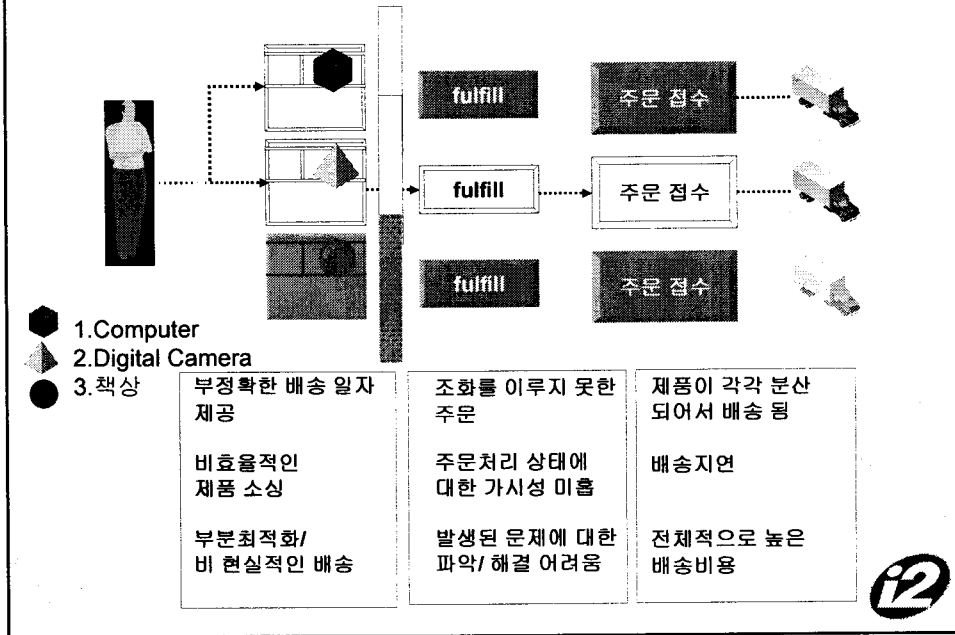 fulfill
주문 접수
fulfill
주문 접수
fulfill
주문 접수
1.Computer
2.Digital Camera
3.책상
부정확한 배송 일자
제공
비효율적인
제품 소싱
부분최적화/
비 현실적인 배송
조화를 이루지 못한
주문
주문처리 상태에
대한 가시성 미흡
발생된 문제에 대한
파악/ 해결 어려움
제품이 각각 분산
되어서 배송 됨
배송지연
전체적으로 높은
배송비용
i2